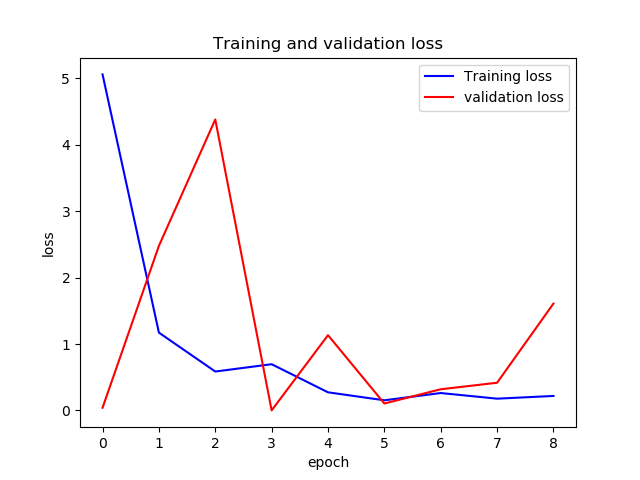 Training and validation loss
Training loss
validation loss
5
4
3
2
1
0
loss
0 1 2 3 4 5 6 7 8
epoch